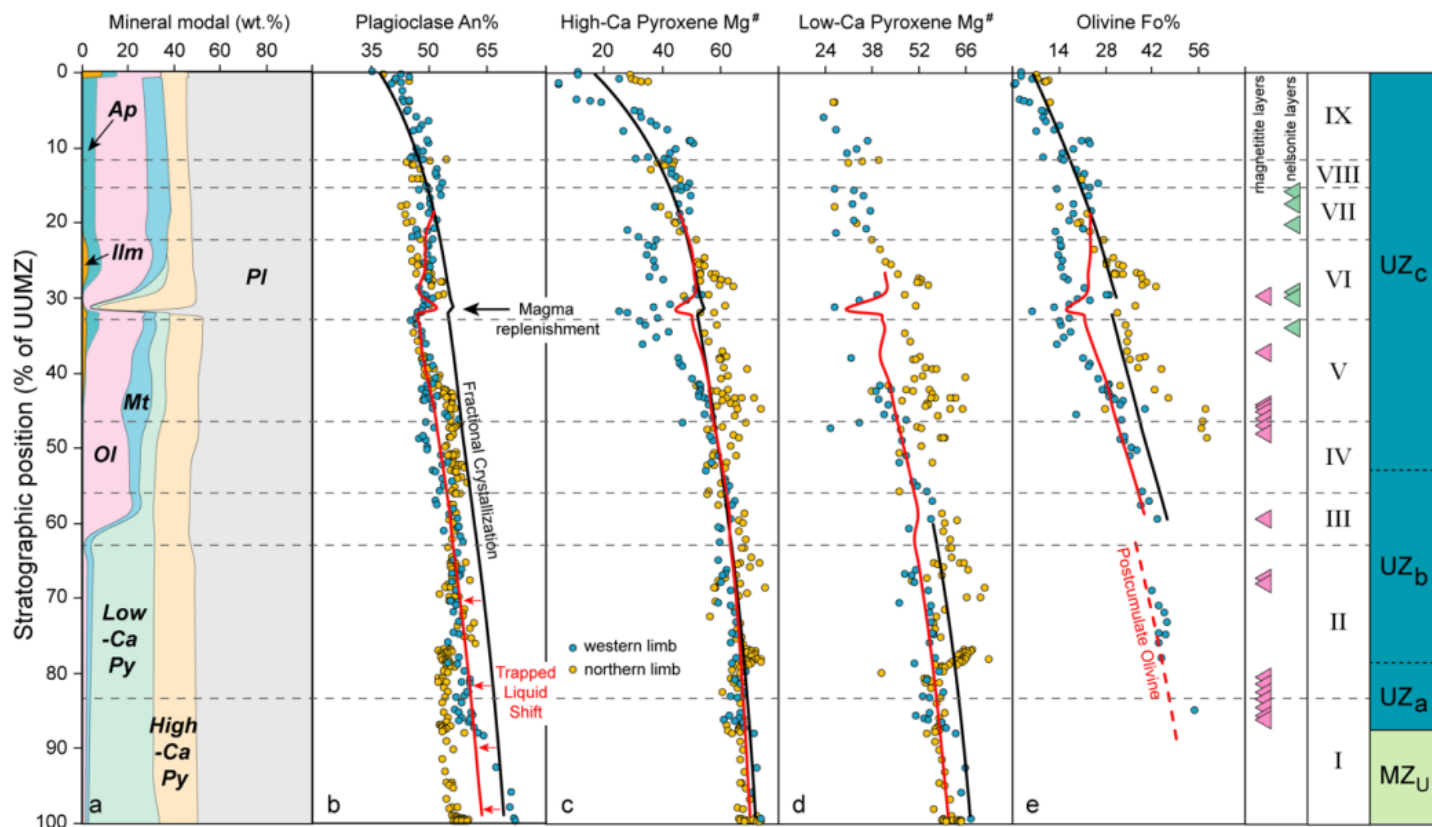 Mineral modal (wt.%) Plagioclase An% High-Ca Pyroxene Mg# Low-Ca Pyroxene Mg# Olivine Fo%
0 20 40 60 80 35 50 65 20 40 60 80 24 38 52 66 14 28 42 56
Stratographic position (% of UUMZ)
0
10
20
30
40
50
60
70
80
90
100
Ap
Ilm
Pl
Mt
Ol
Low
-Ca
Py
High
-Ca
Py
a
Magma
replenishment
Fractional Crystallization
Trapped
Liquid
Shift
b
western limb
northern limb
c
d
Postcumulate Olivine
e
magnetitite layers
nelsonite layers
IX
VIII
VII
VI
V
IV
III
II
I
UZc
UZb
UZa
MZU